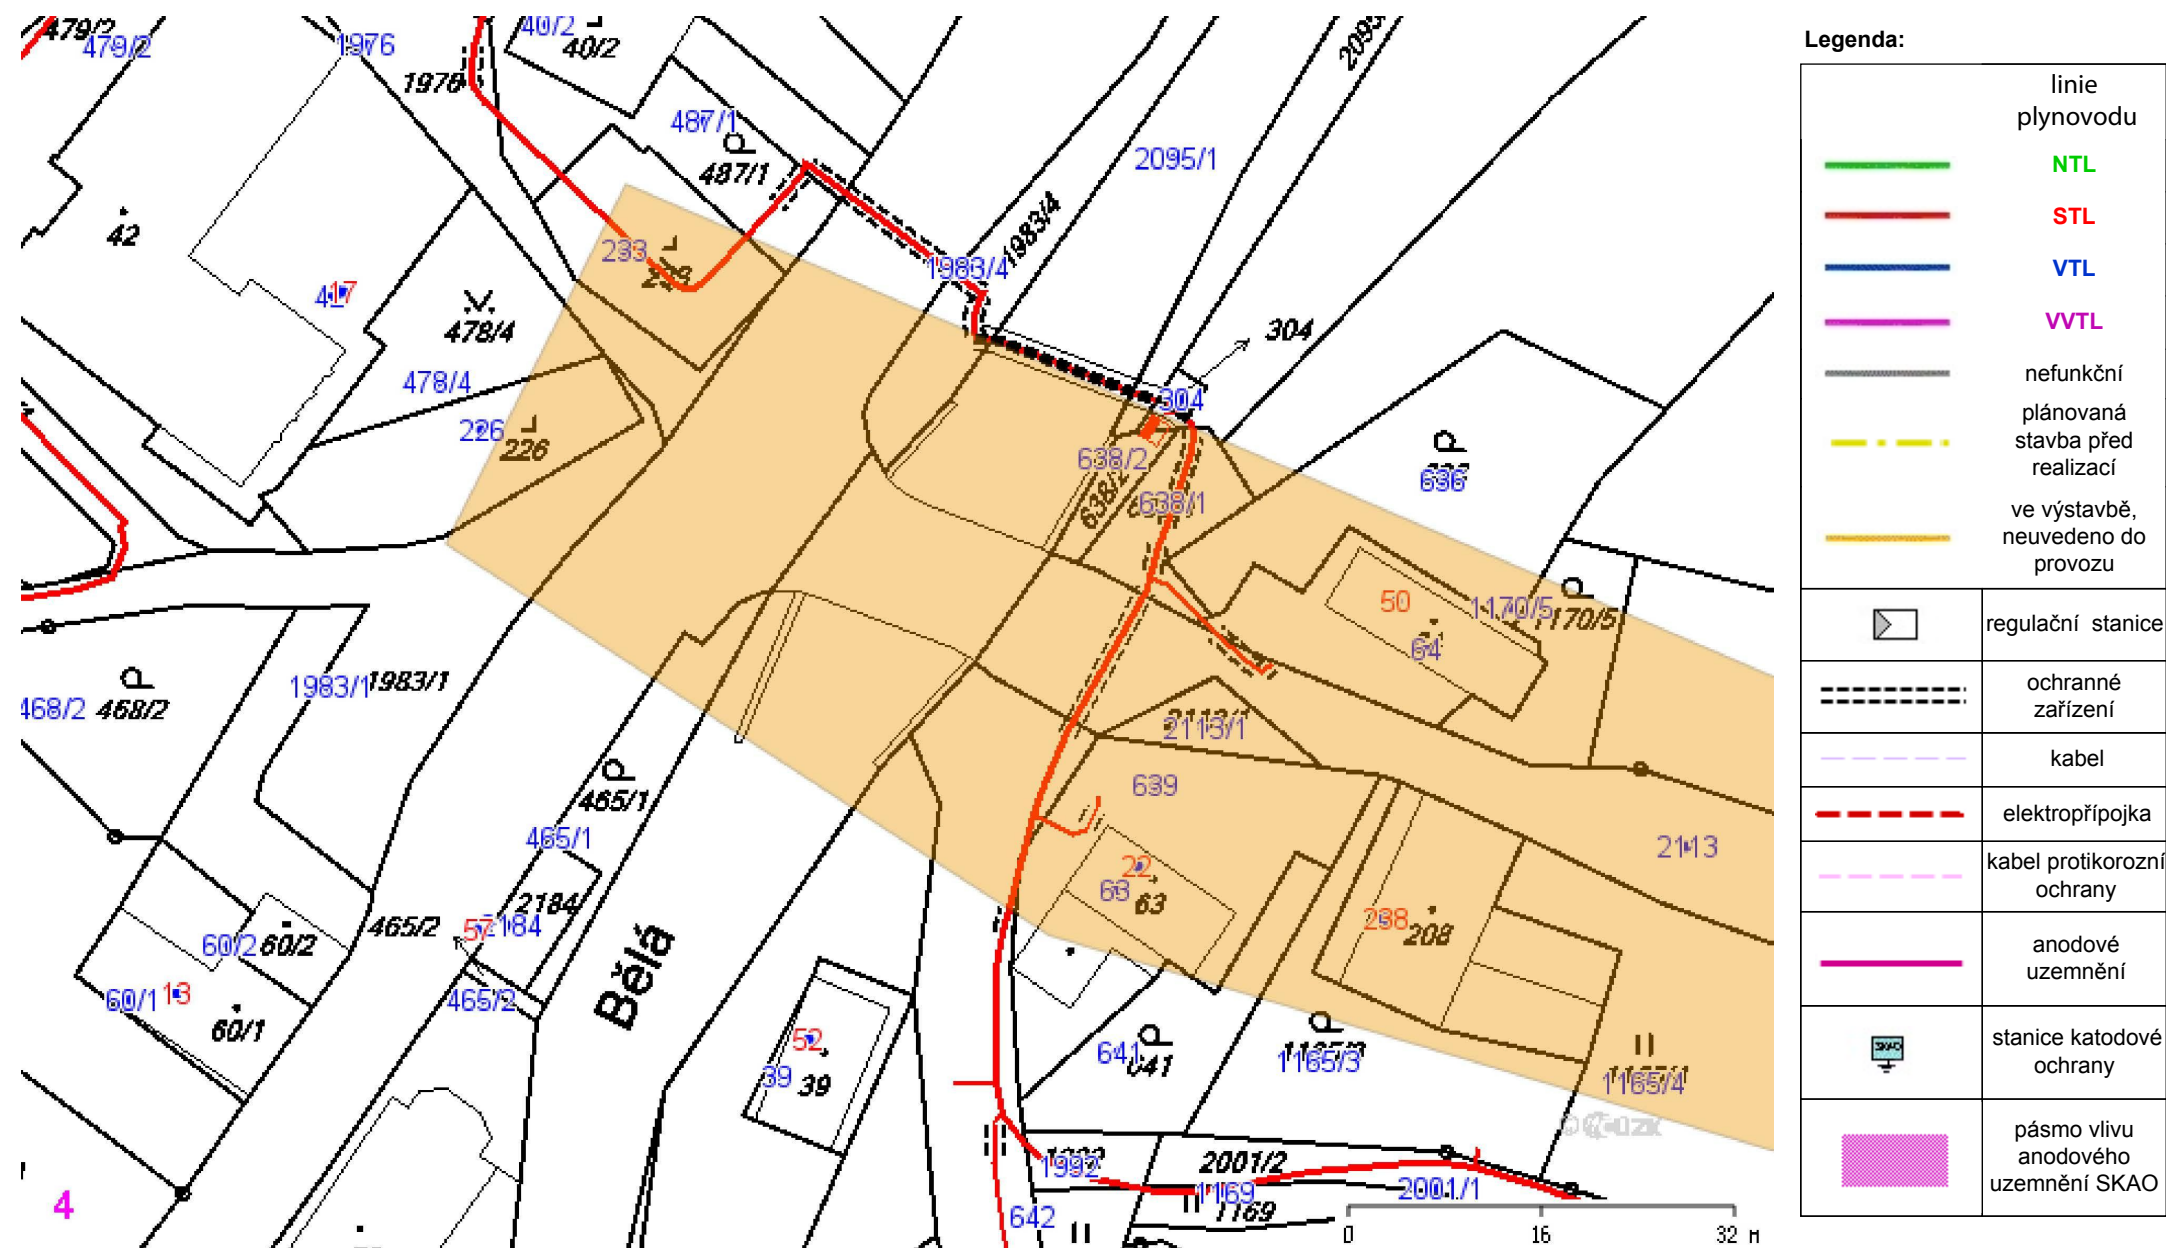 479/2
479/2
1976
1976
40/2
40/2
2095
487/1
P
487/1
2095/1
1983/4
1983/4
42
17
478/4
478/4
233
304
304
226
226
638/2
638/2
638/1
P
636
50
64
1170/5
P
1170/5
2113/1
639
2113
22
63
63
238
208
P
468/2
468/2
1983/1
1983/1
P
465/1
465/1
2184
2184
57
465/2
465/2
60/2
60/2
60/1
13
60/1
Bělá
52
39
39
P
641
P
1165/3
1165/4
1992
2001/2
1169
2001/1
1169
642
4
0
16
32 M
Legenda:
linie
plynovodu
NTL
STL
VTL
VVTL
nefunkční
plánovaná
stavba před
realizací
ve výstavbě,
neuvedeno do
provozu
regulační stanice
ochranné
zařízení
kabel
elektropřípojka
kabel protikorozní
ochrany
anodové
uzemnění
SKAO
stanice katodové
ochrany
pásmo vlivu
anodového
uzemnění SKAO